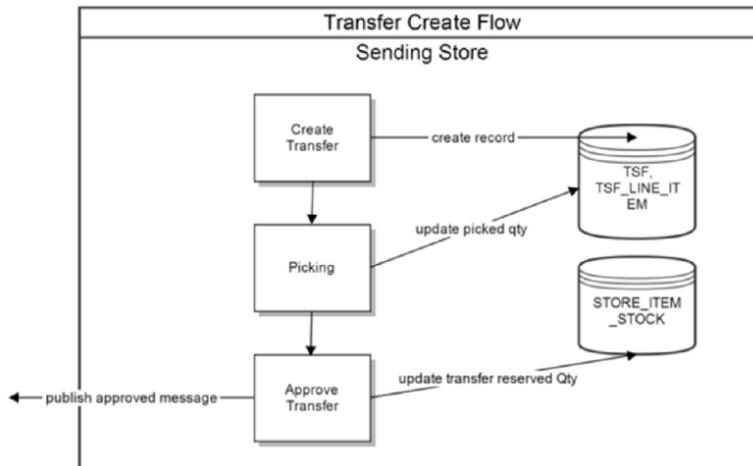 Transfer Create Flow
Sending Store
Create
Transfer
create record
TSF,
TSF_LINE_IT
EM
update picked qty
Picking
STORE_ITEM
_STOCK
Approve
Transfer
update transfer reserved Qty
publish approved message